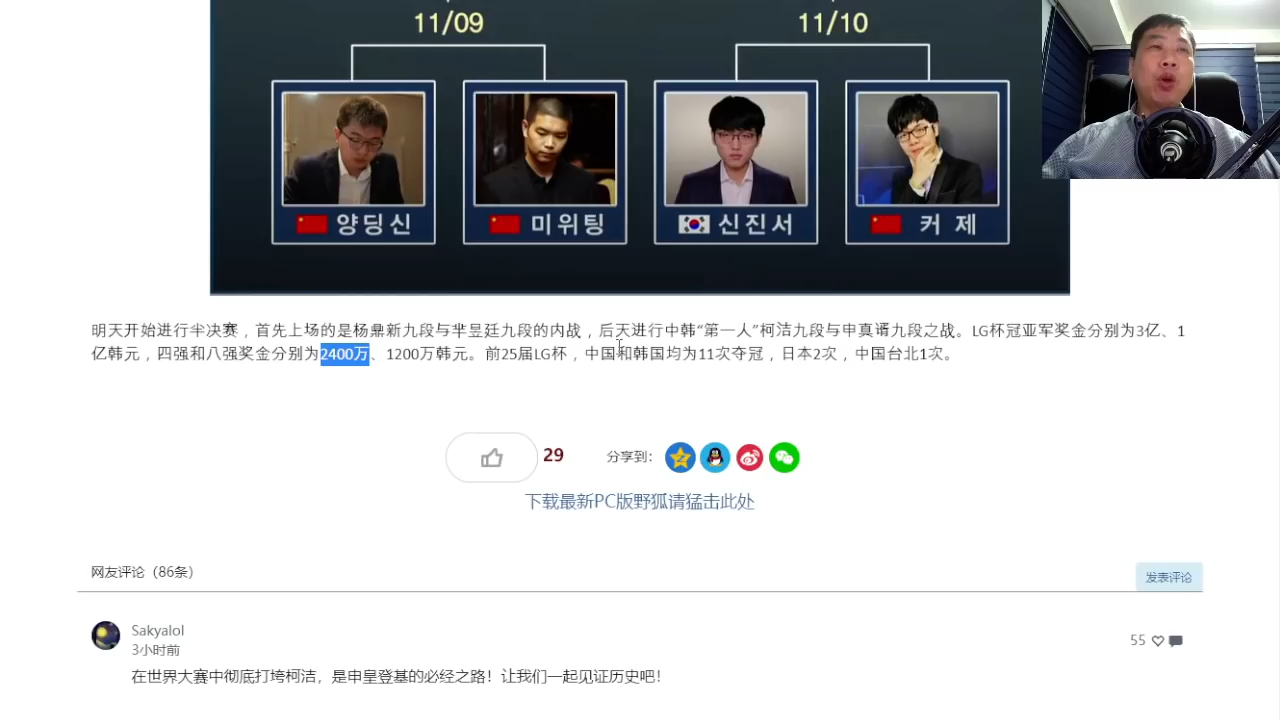 11/09
11/10
양딩신
미위팅
신진서
커제
明天开始进行半决赛，首先上场的是杨鼎新九段与芈昱廷九段的内战，后天进行中韩“第一人”柯洁九段与申真谞九段之战。LG杯冠亚军奖金分别为3亿、1
亿韩元，四强和八强奖金分别为2400万、1200万韩元。前25届LG杯，中国和韩国均为11次夺冠，日本2次，中国台北1次。
29
分享到：
下载最新PC版野狐请猛击此处
网友评论（86条）
发表评论
Sakyalol
3小时前
55
在世界大赛中彻底打垮柯洁，是申皇登基的必经之路！让我们一起见证历史吧！